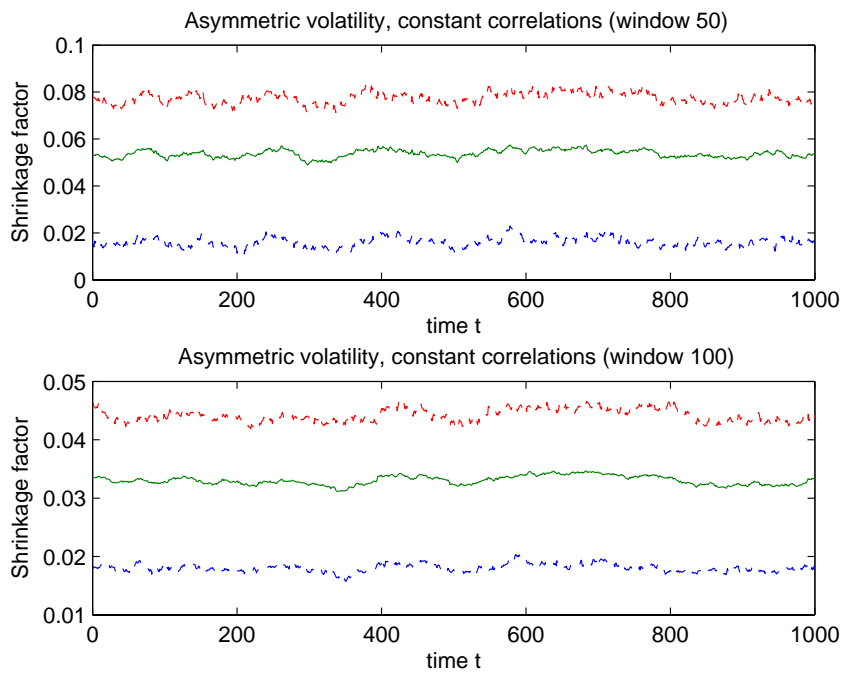 Asymmetric volatility, constant correlations (window 50)
0.1
0.08
0.06
0.04
0.02
0
Shrinkage factor
0 200 400 600 800 1000
time t
Asymmetric volatility, constant correlations (window 100)
0.05
0.04
0.03
0.02
0.01
Shrinkage factor
0 200 400 600 800 1000
time t